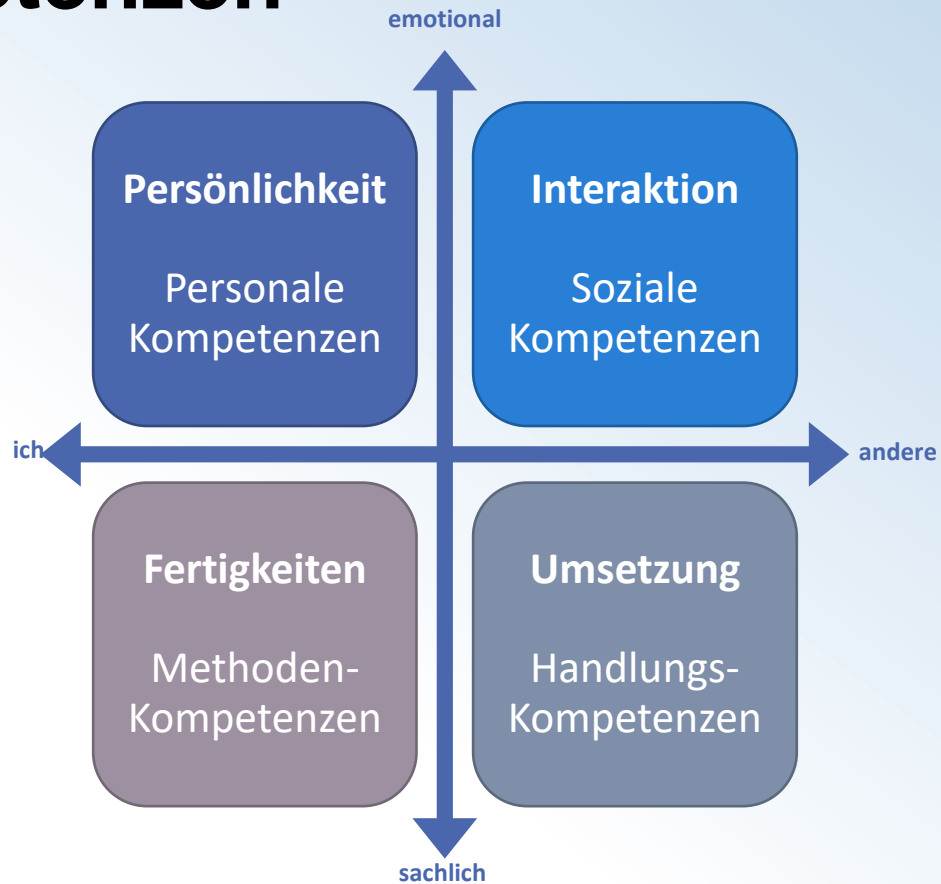 emotional
Persönlichkeit
Personale
Kompetenzen
Interaktion
Soziale
Kompetenzen
ich
andere
Fertigkeiten
Methoden-
Kompetenzen
Umsetzung
Handlungs-
Kompetenzen
sachlich